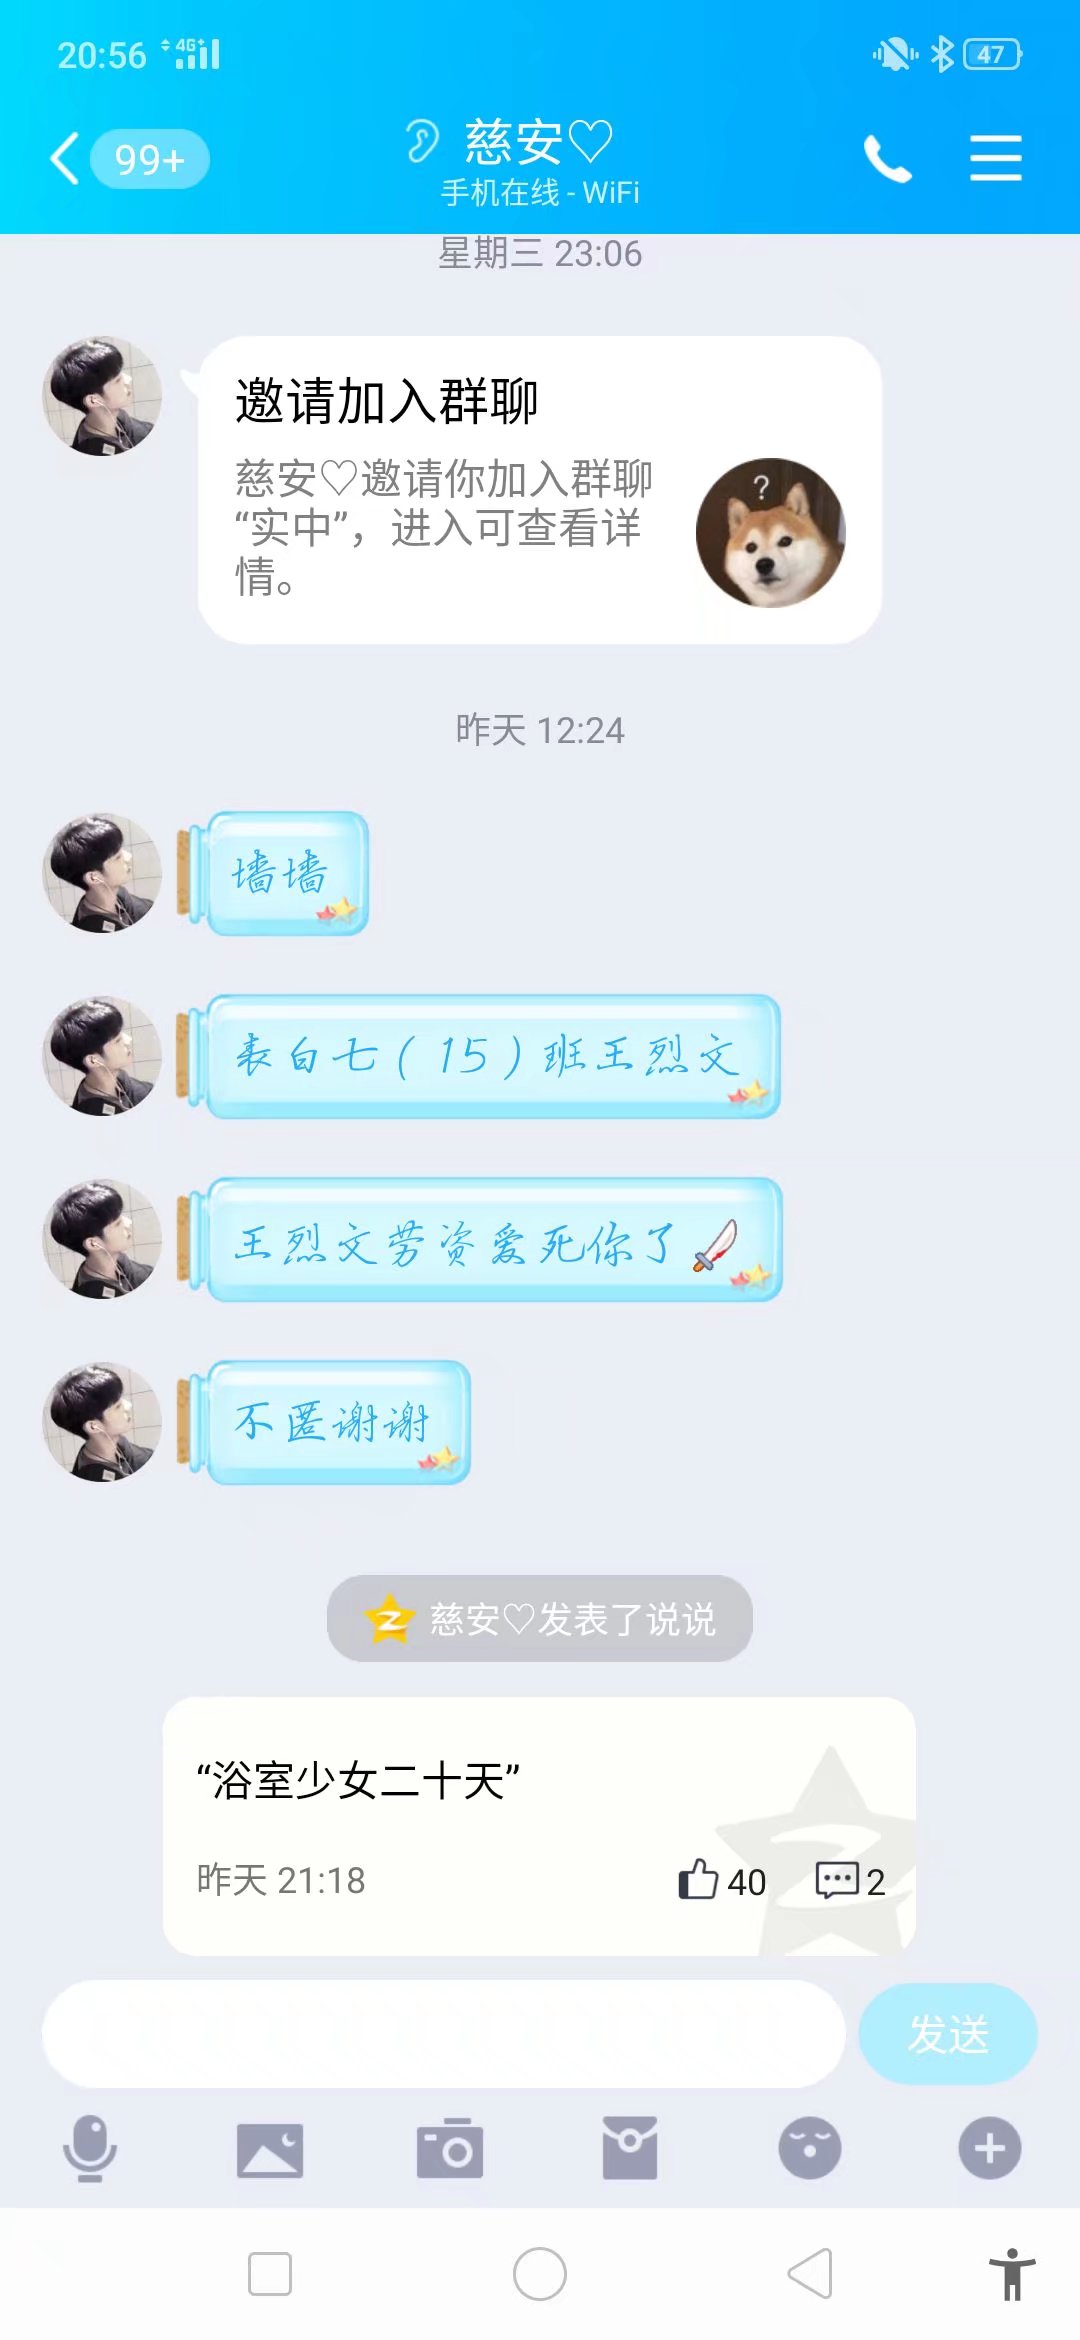 20:56 4G+ 47
99+ 慈安♡
手机在线 - WiFi
星期三 23:06
邀请加入群聊
慈安♡邀请你加入群聊
“实中”，进入可查看详
情。
?
昨天 12:24
墙墙
表白七（15）班王烈文
王烈文劳资爱死你了
不匿谢谢
慈安♡发表了说说
“浴室少女二十天”
昨天 21:18 40 2
发送